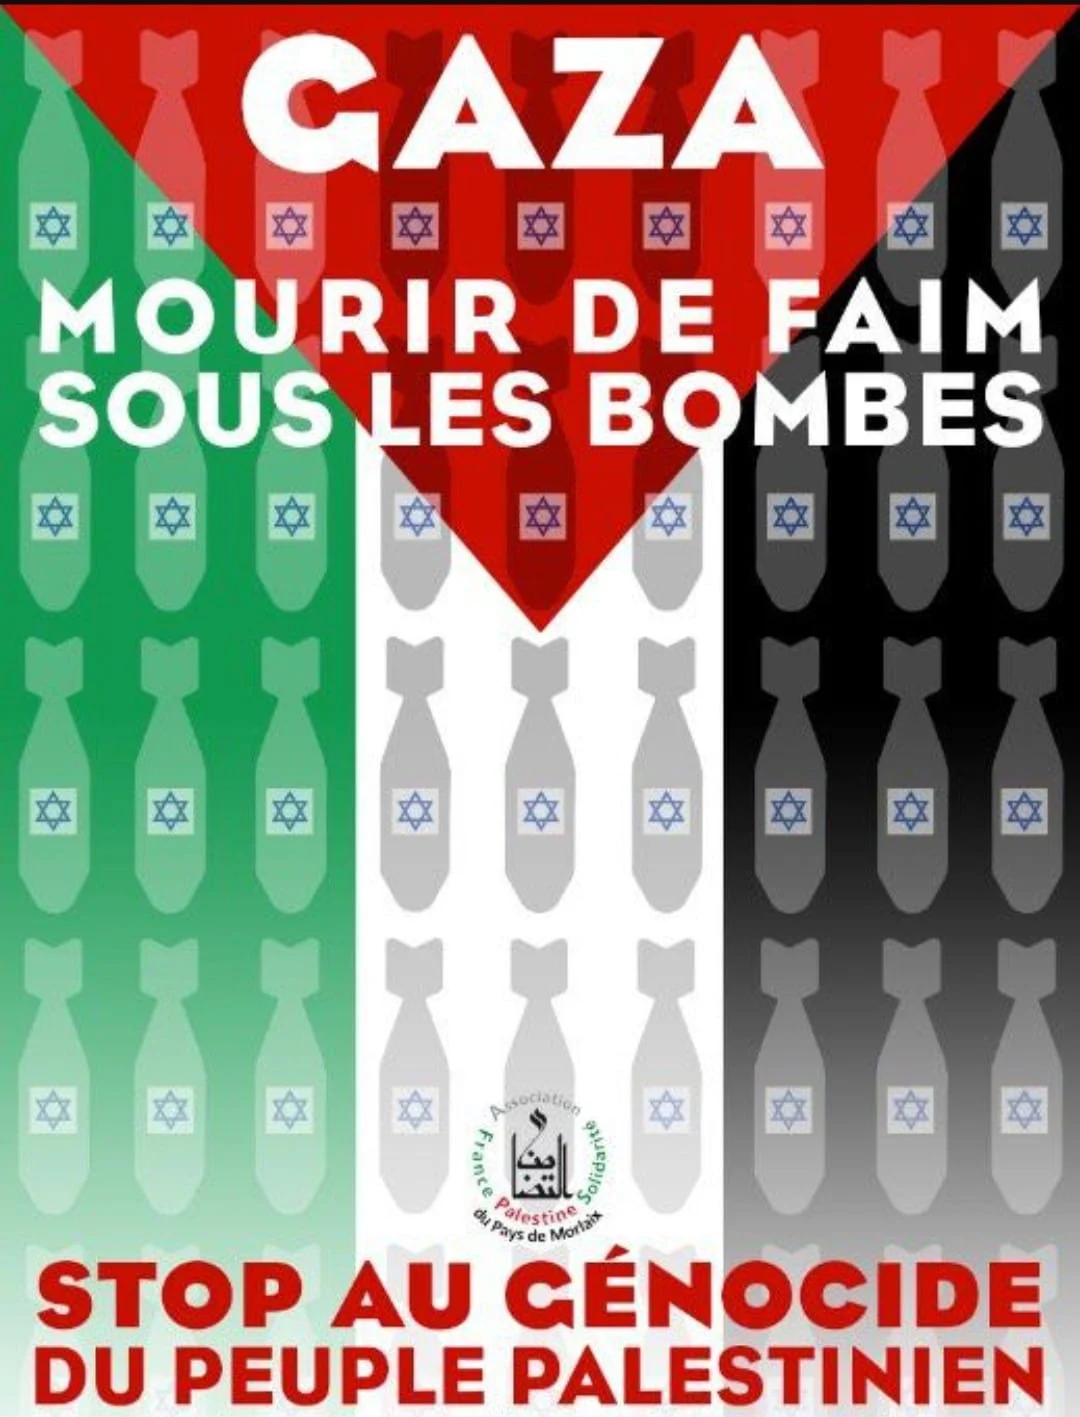 GAZA
MOURIR DE FAIM
SOUS LES BOMBES
Association
France Palestine Solidarité
التضامن
du Pays de Morlaix
STOP AU GÉNOCIDE
DU PEUPLE PALESTINIEN